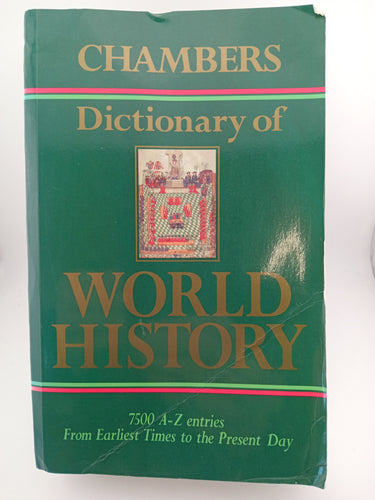 CHAMBERS
Dictionary of
WORLD
HISTORY
7500 A-Z entries
From Earliest Times to the Present Day